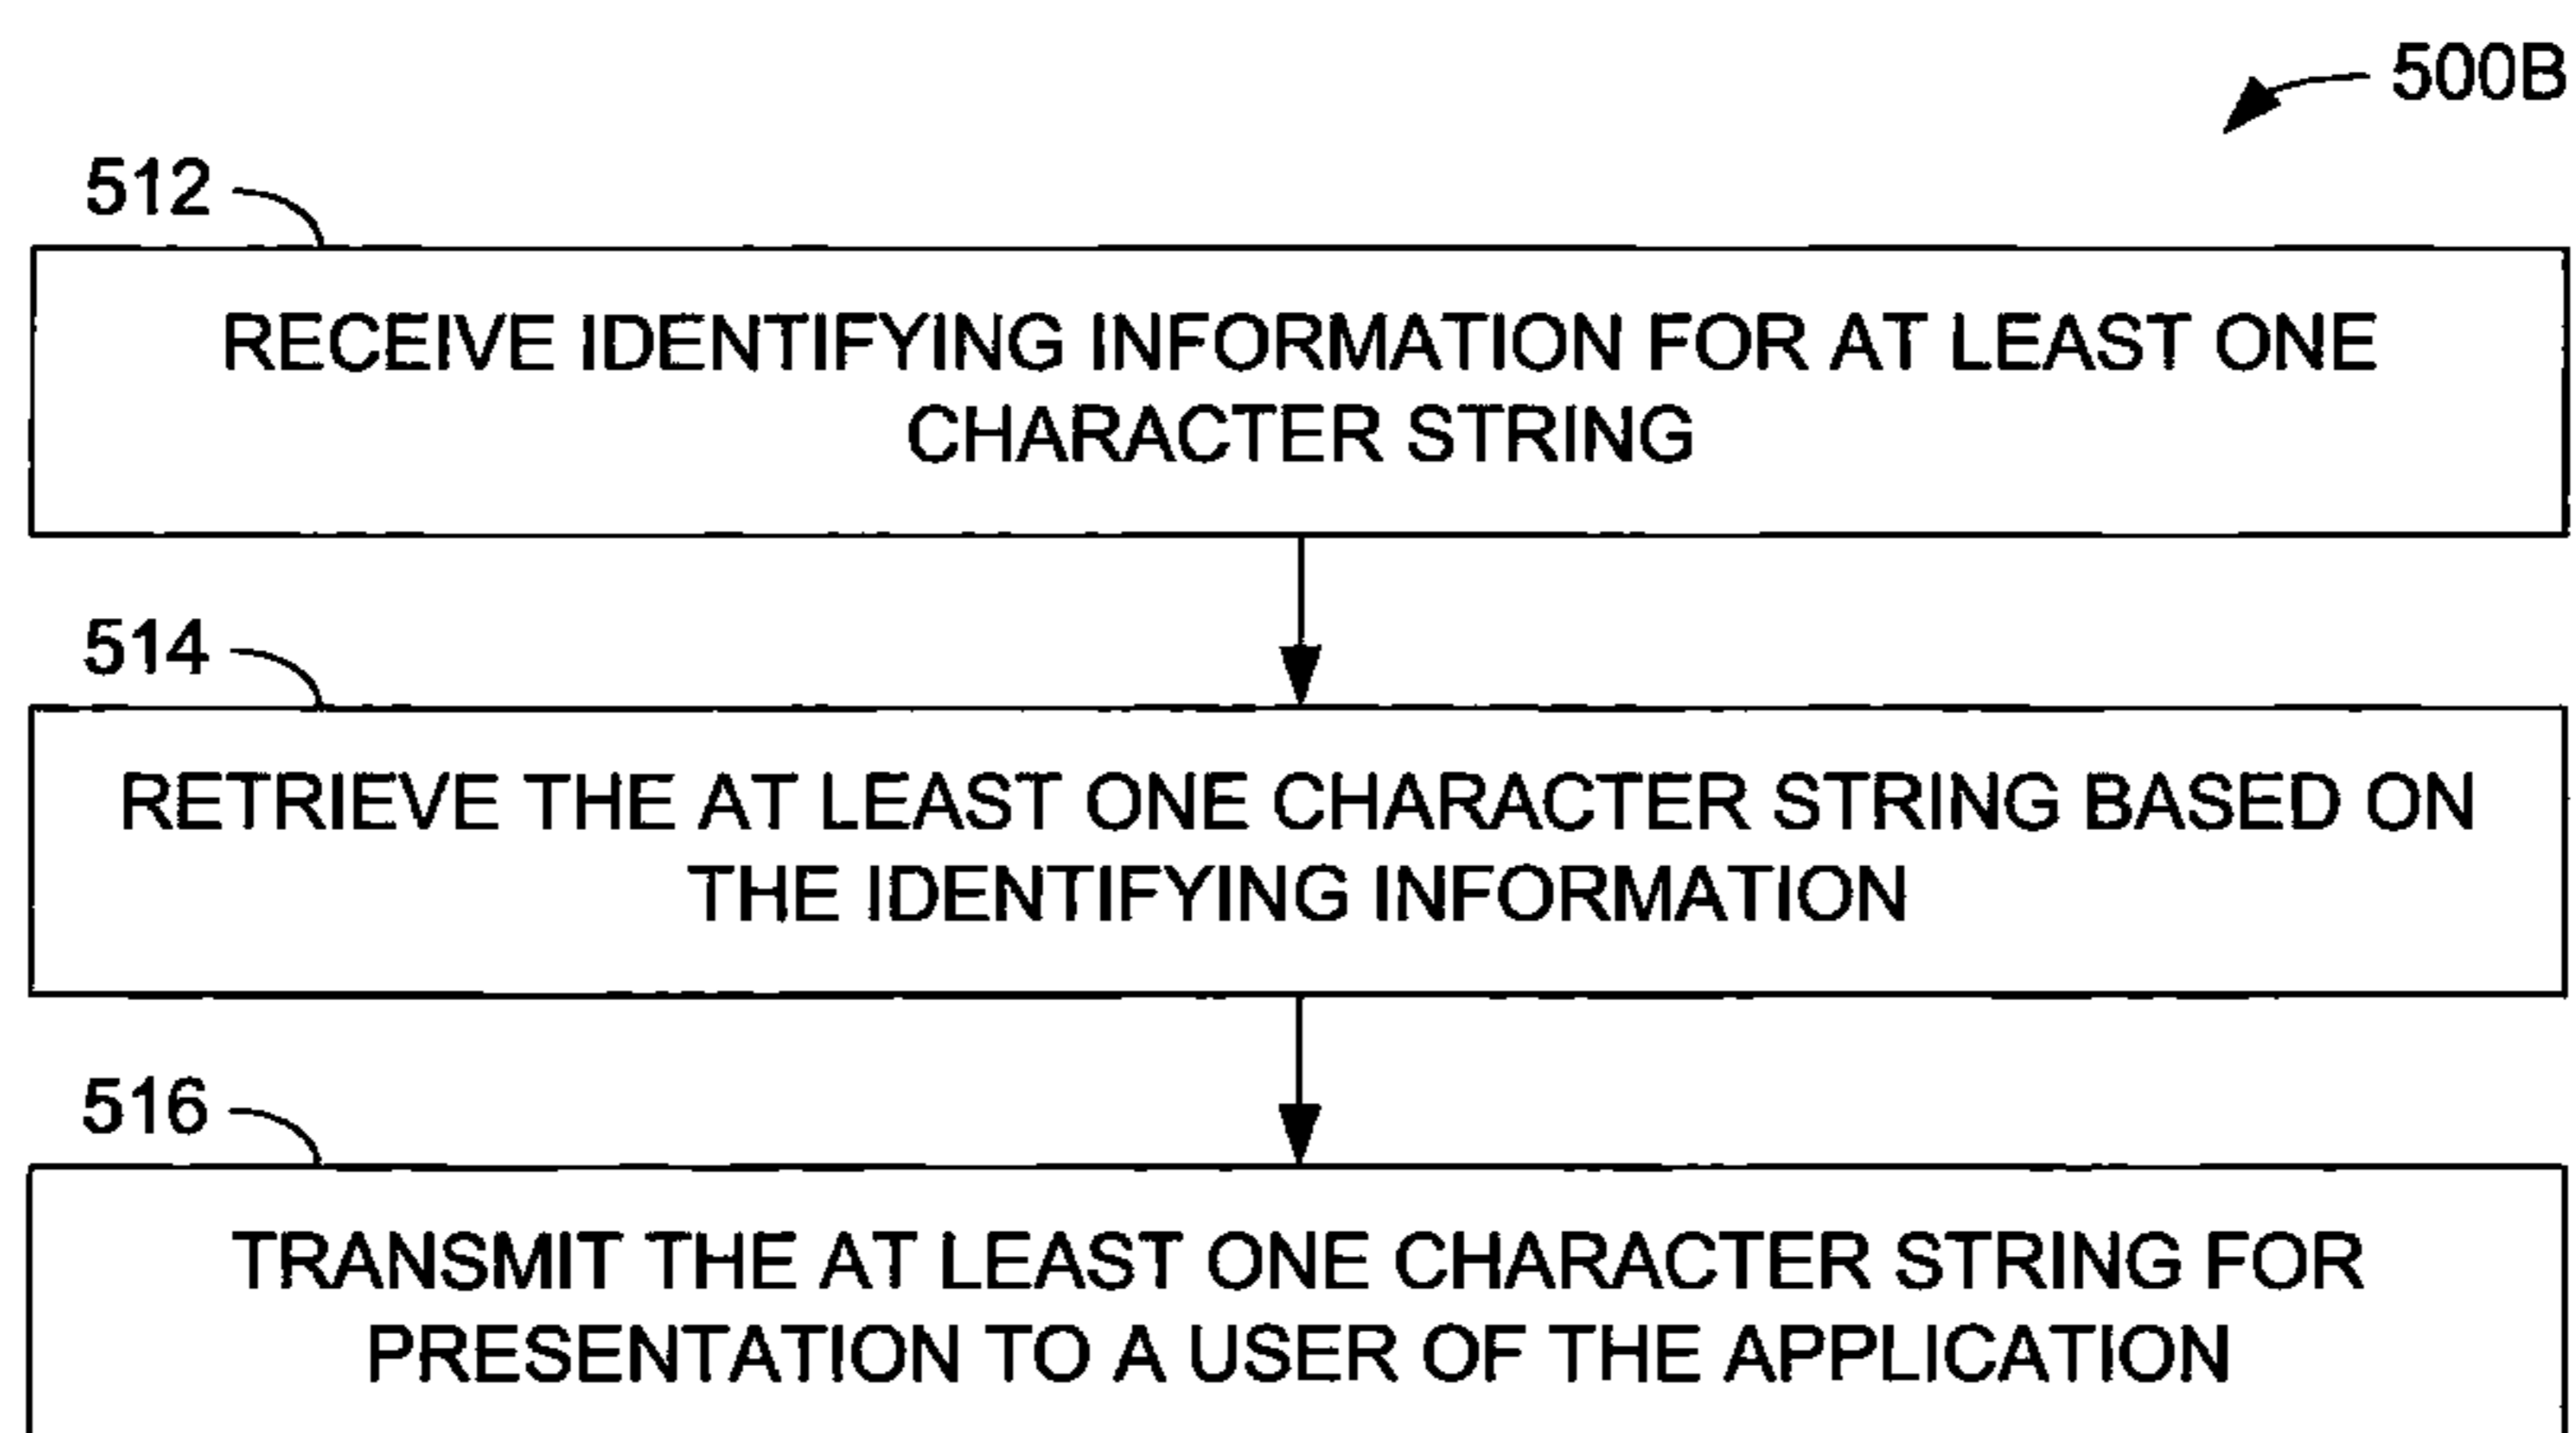 500B
512
RECEIVE IDENTIFYING INFORMATION FOR AT LEAST ONE
CHARACTER STRING
514
RETRIEVE THE AT LEAST ONE CHARACTER STRING BASED ON
THE IDENTIFYING INFORMATION
516
TRANSMIT THE AT LEAST ONE CHARACTER STRING FOR
PRESENTATION TO A USER OF THE APPLICATION